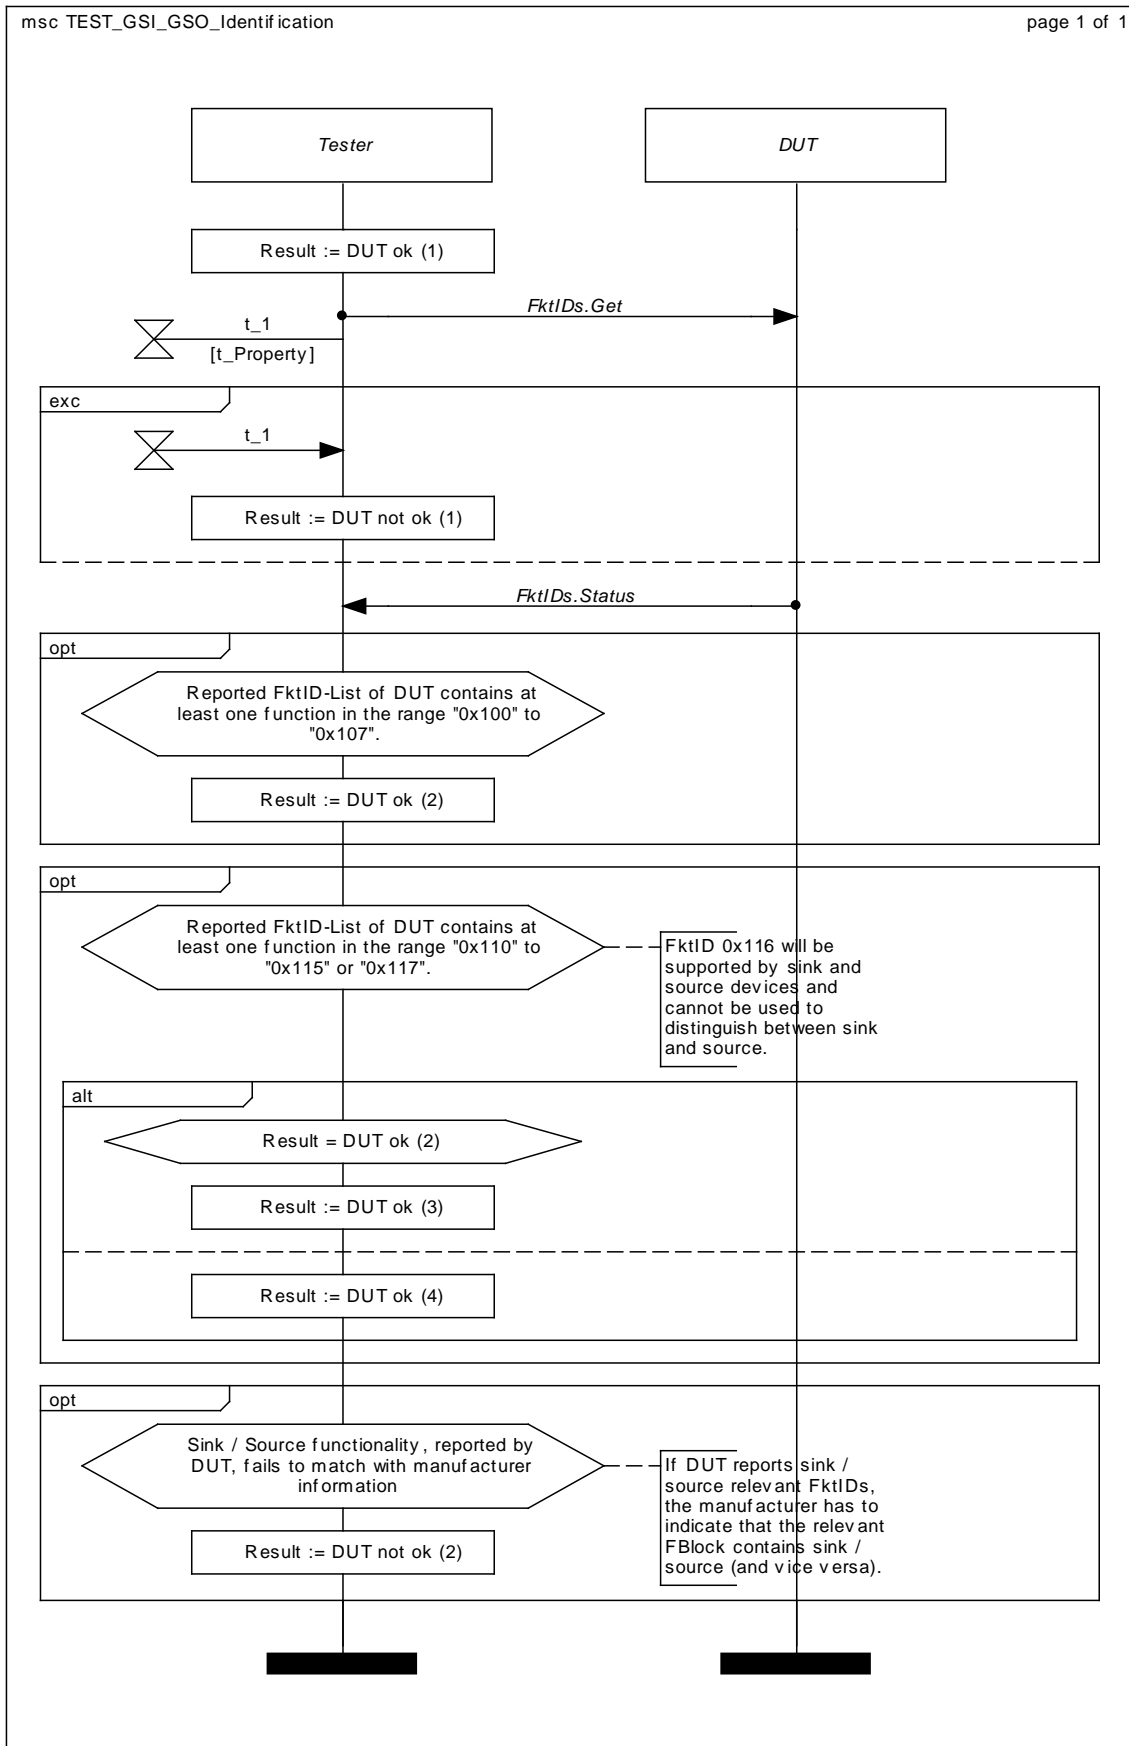 msc TEST_GSI_GSO_Identification
page 1 of 1
Tester
DUT
Result := DUT ok (1)
FktIDs.Get
t_1
[t_Property]
exc
t_1
Result := DUT not ok (1)
FktIDs.Status
opt
Reported FktID-List of DUT contains at
least one function in the range "0x100" to
"0x107".
Result := DUT ok (2)
opt
Reported FktID-List of DUT contains at
least one function in the range "0x110" to
"0x115" or "0x117".
FktID 0x116 will be
supported by sink and
source devices and
cannot be used to
distinguish between sink
and source.
alt
Result = DUT ok (2)
Result := DUT ok (3)
Result := DUT ok (4)
opt
Sink / Source functionality, reported by
DUT, fails to match with manufacturer
information
If DUT reports sink /
source relevant FktIDs,
the manufacturer has to
indicate that the relevant
FBlock contains sink /
source (and vice versa).
Result := DUT not ok (2)